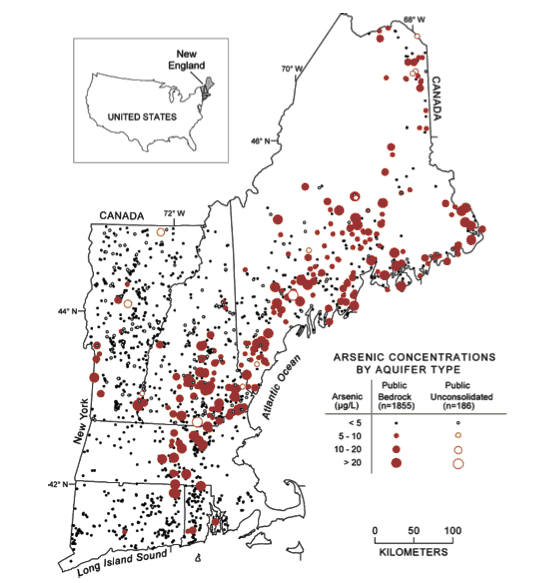 68° W
New
England
70° W
CANADA
UNITED STATES
46° N
CANADA
72° W
44° N
ARSENIC CONCENTRATIONS
BY AQUIFER TYPE
Atlantic Ocean
Arsenic
(µg/L)
Public
Bedrock
(n=1855)
Public
Unconsolidated
(n=186)
< 5
5 - 10
10 - 20
> 20
New York
42° N
0 50 100
KILOMETERS
Long Island Sound